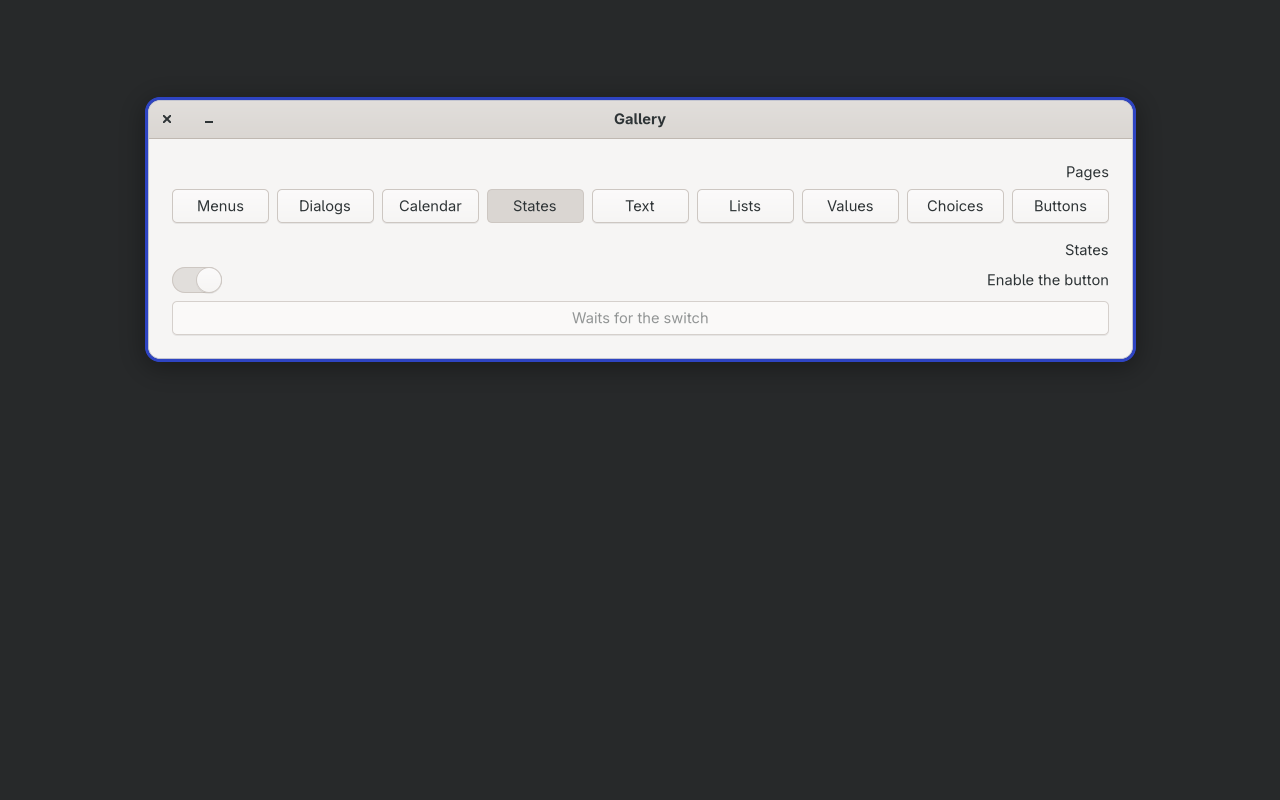 Gallery
Pages
Menus Dialogs Calendar States Text Lists Values Choices Buttons
States
Enable the button
Waits for the switch